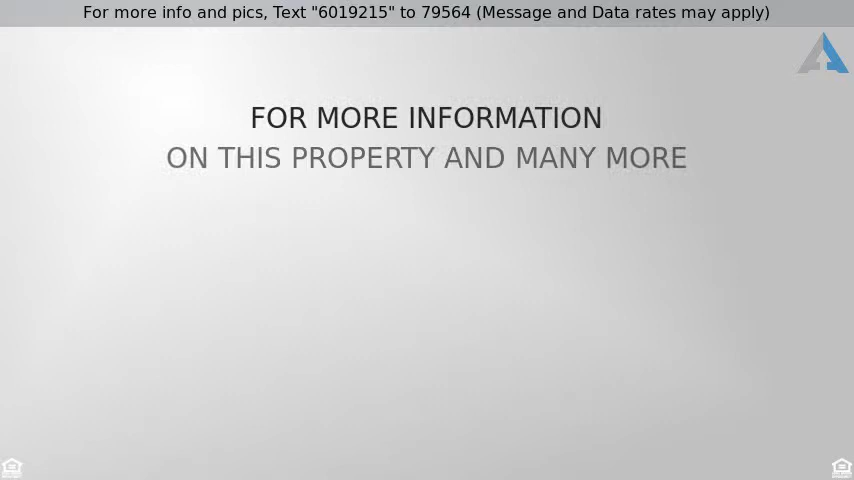 For more info and pics, Text "6019215" to 79564 (Message and Data rates may apply)
FOR MORE INFORMATION
ON THIS PROPERTY AND MANY MORE